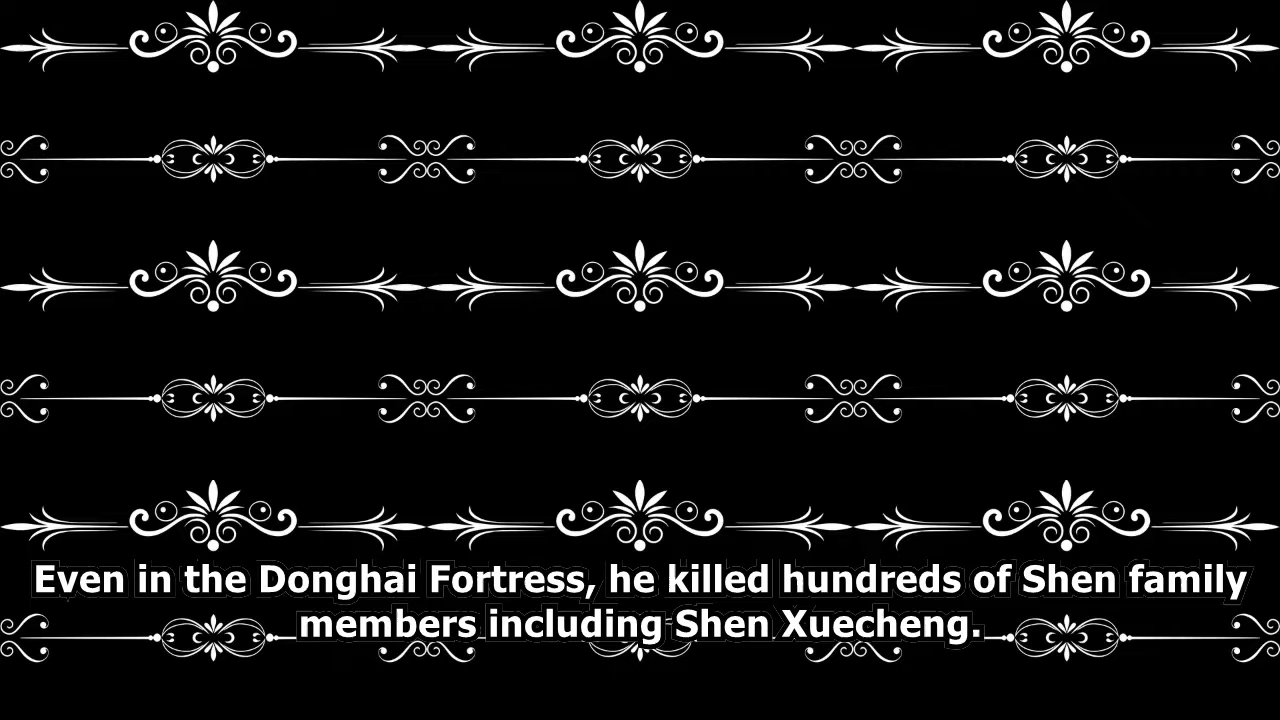 Even in the Donghai Fortress, he killed hundreds of Shen family
members including Shen Xuecheng.